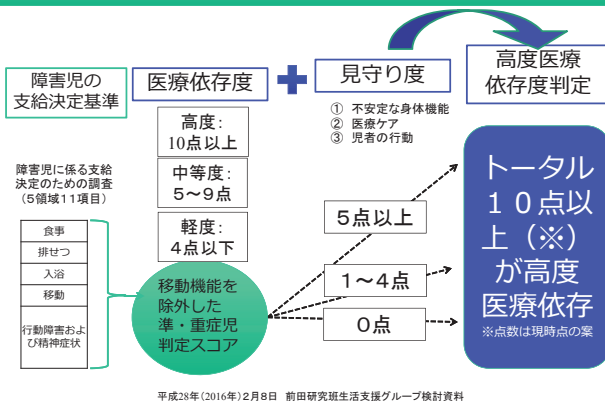 障害児の
支給決定基準
医療依存度
見守り度
高度医療
依存度判定
① 不安定な身体機能
② 医療ケア
③ 児者の行動
高度：
10点以上
中等度：
5～9点
軽度：
4点以下
障害児に係る支給
決定のための調査
（5領域11項目）
食事
排せつ
入浴
移動
行動障害およ
び精神症状
移動機能を
除外した
準・重症児
判定スコア
5点以上
1～4点
0点
トータル
１０点以
上（※）
が高度
医療依存
※点数は現時点の案
平成28年（2016年）2月8日 前田研究班生活支援グループ検討資料